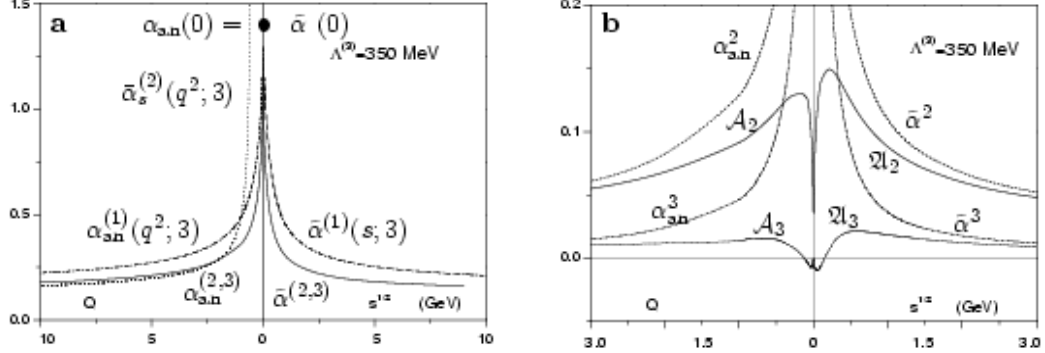 a
α_{a.n}(0) = ᾱ (0)
Λ^{(3)}=350 MeV
ᾱ_s^{(2)}(q²; 3)
α_{a.n}^{(1)}(q²; 3)
ᾱ^{(1)}(s; 3)
α_{a.n}^{(2,3)}
ᾱ^{(2,3)}
Q
s^{1/2}
(GeV)
1.5
1.0
0.5
0.0
10
5
0
5
10
b
α²_{a.n}
Λ^{(3)}=350 MeV
𝒜₂
ᾱ²
𝔄₂
α³_{a.n}
𝒜₃
𝔄₃
ᾱ³
Q
s^{1/2}
(GeV)
0.2
0.1
0.0
3.0
1.5
0.0
1.5
3.0